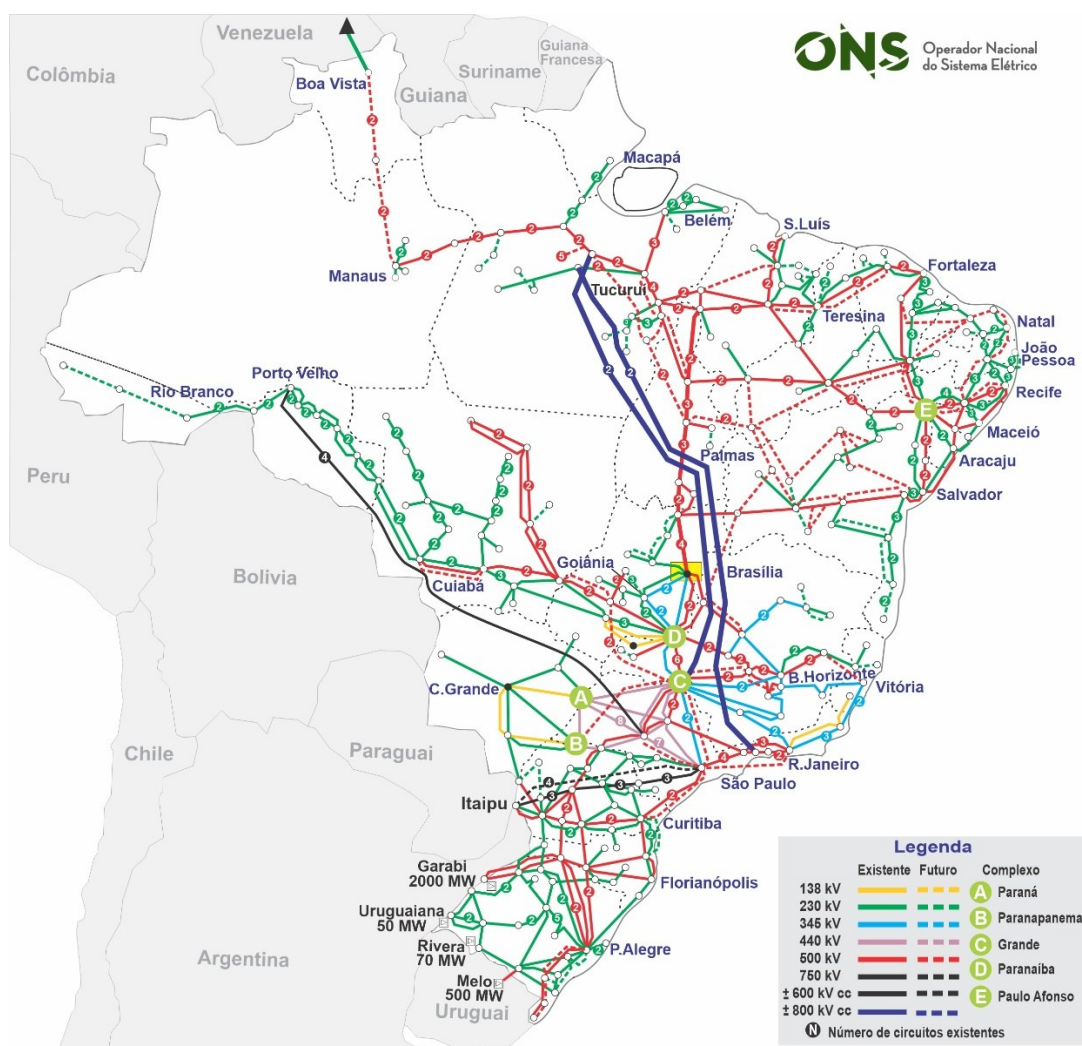 ONS
Operador Nacional
do Sistema Elétrico
Venezuela
Colômbia
Suriname
Guiana
Francesa
Guiana
Boa Vista
Macapá
Belém
S.Luís
Manaus
Tucuruí
Fortaleza
Teresina
Natal
João
Pessoa
Recife
Maceió
Aracaju
Salvador
Porto Velho
Rio Branco
Palmas
Peru
Bolivia
Cuiabá
Goiânia
Brasília
B.Horizonte
Vitória
C.Grande
R.Janeiro
São Paulo
Chile
Paraguai
Itaipu
Curitiba
Garabi
2000 MW
Florianópolis
Uruguaiana
50 MW
Rivera
70 MW
P.Alegre
Melo
500 MW
Argentina
Uruguai
A
B
C
D
E
Legenda
Existente Futuro Complexo
138 kV A Paraná
230 kV
345 kV B Paranapanema
440 kV C Grande
500 kV
750 kV D Paranaíba
± 600 kV cc
± 800 kV cc E Paulo Afonso
N Número de circuitos existentes